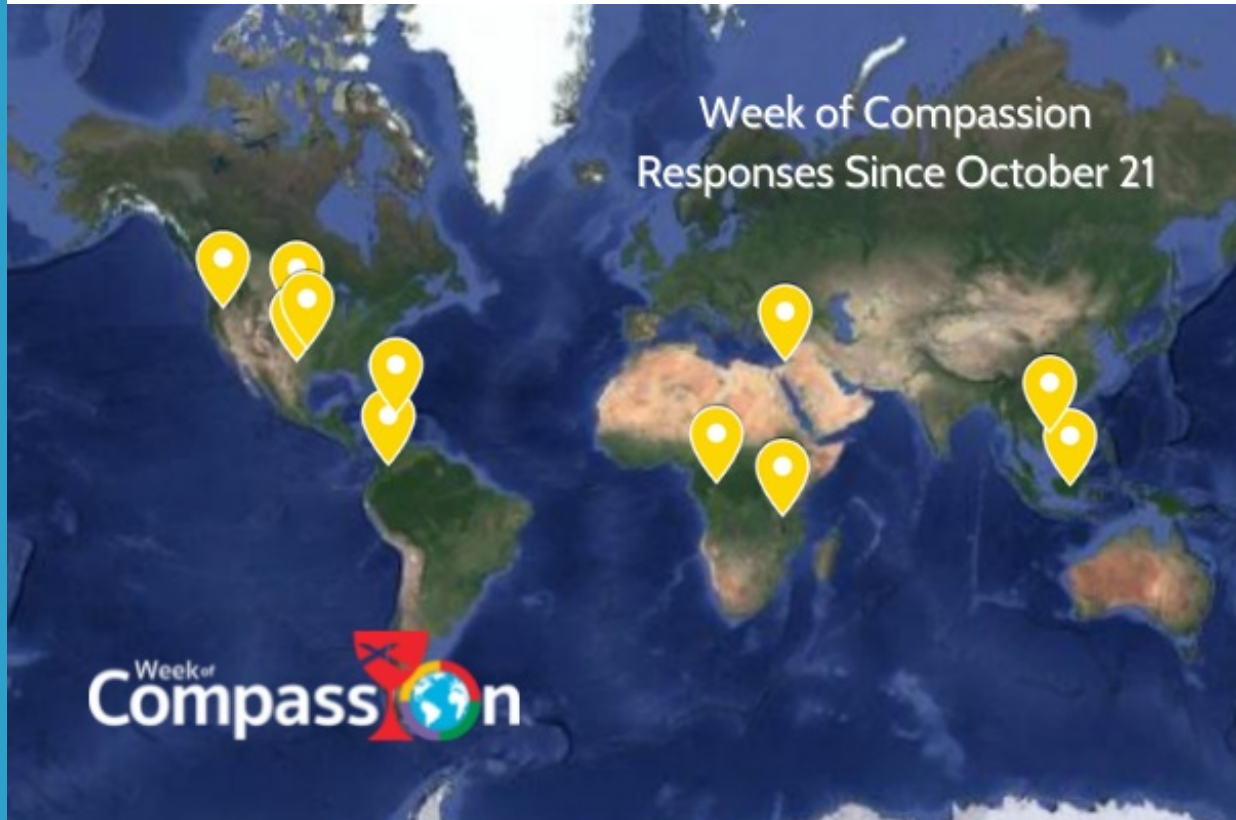 Week of Compassion
Responses Since October 21
Week of
Compassion